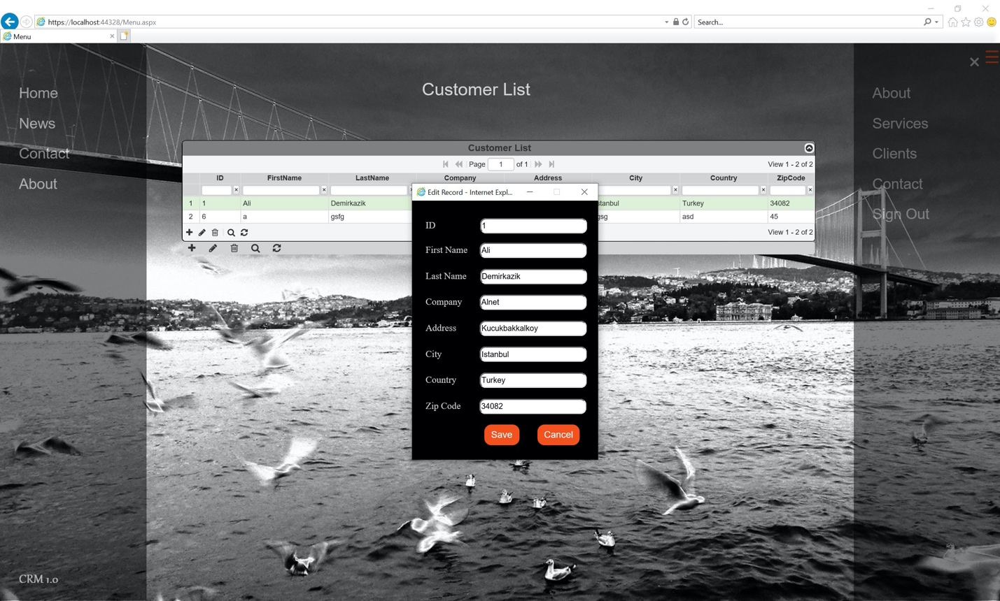 https://localhost:44328/Menu.aspx
Search...
Menu
Home
News
Contact
About
Customer List
About
Services
Clients
Contact
Sign Out
Customer List
Page 1 of 1
View 1 - 2 of 2
ID FirstName LastName Company Address City Country ZipCode
x x x x x
1 1 Ali Demirkazik stanbul Turkey 34082
2 6 a gsfg gsg asd 45
View 1 - 2 of 2
Edit Record - Internet Expl...
ID 1
First Name Ali
Last Name Demirkazik
Company Alnet
Address Kucukbakkalkoy
City Istanbul
Country Turkey
Zip Code 34082
Save Cancel
CRM 1.0